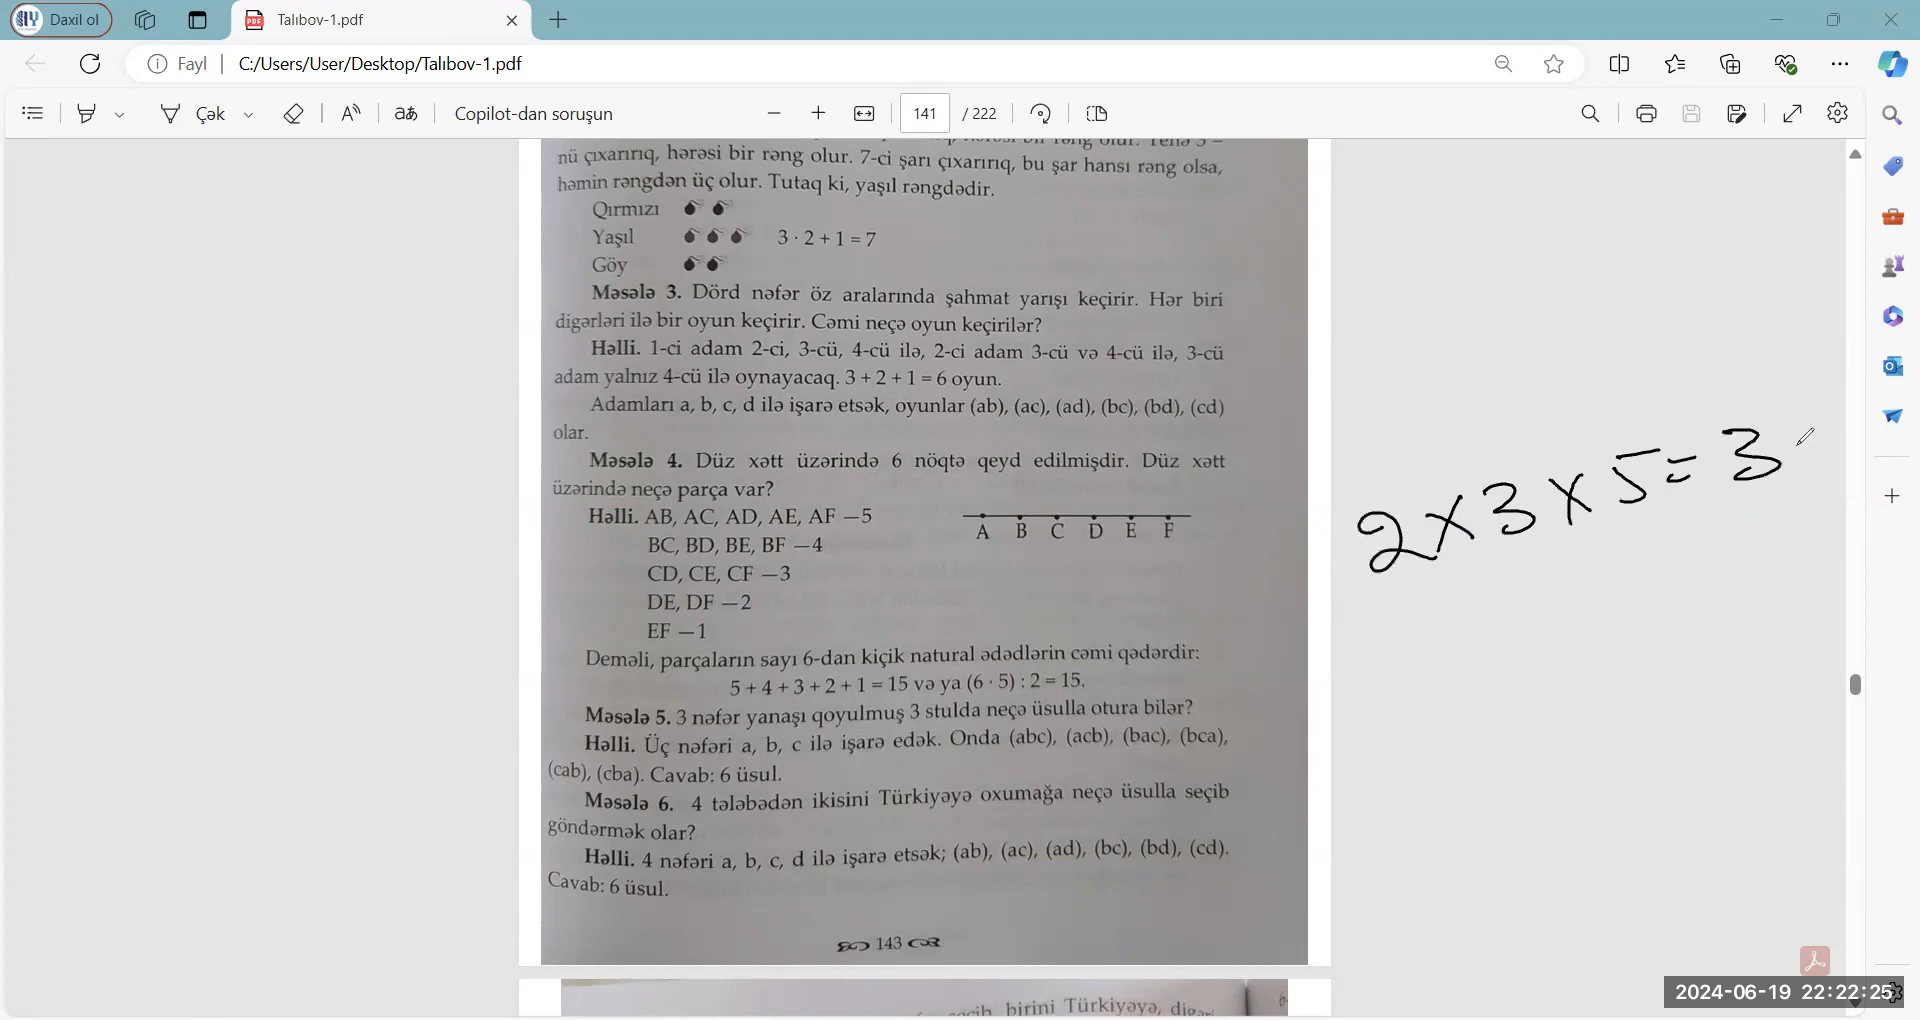 Daxil ol
Talıbov-1.pdf
Fayl
C:/Users/User/Desktop/Talıbov-1.pdf
Çək
aあ
Copilot-dan soruşun
141 / 222
nü çıxarırıq, hərəsi bir rəng olur. 7-ci şarı çıxarırıq, bu şar hansı rəng olsa,
həmin rəngdən üç olur. Tutaq ki, yaşıl rəngdədir.
Qırmızı
Yaşıl 3 · 2 + 1 = 7
Göy
Məsələ 3. Dörd nəfər öz aralarında şahmat yarışı keçirir. Hər biri
digərləri ilə bir oyun keçirir. Cəmi neçə oyun keçirilər?
Həlli. 1-ci adam 2-ci, 3-cü, 4-cü ilə, 2-ci adam 3-cü və 4-cü ilə, 3-cü
adam yalnız 4-cü ilə oynayacaq. 3 + 2 + 1 = 6 oyun.
Adamları a, b, c, d ilə işarə etsək, oyunlar (ab), (ac), (ad), (bc), (bd), (cd)
olar.
Məsələ 4. Düz xətt üzərində 6 nöqtə qeyd edilmişdir. Düz xətt
üzərində neçə parça var?
Həlli. AB, AC, AD, AE, AF —5
BC, BD, BE, BF —4
CD, CE, CF —3
DE, DF —2
EF —1
A B C D E F
Deməli, parçaların sayı 6-dan kiçik natural ədədlərin cəmi qədərdir:
5 + 4 + 3 + 2 + 1 = 15 və ya (6 · 5) : 2 = 15.
Məsələ 5. 3 nəfər yanaşı qoyulmuş 3 stulda neçə üsulla otura bilər?
Həlli. Üç nəfəri a, b, c ilə işarə edək. Onda (abc), (acb), (bac), (bca),
(cab), (cba). Cavab: 6 üsul.
Məsələ 6. 4 tələbədən ikisini Türkiyəyə oxumağa neçə üsulla seçib
göndərmək olar?
Həlli. 4 nəfəri a, b, c, d ilə işarə etsək; (ab), (ac), (ad), (bc), (bd), (cd).
Cavab: 6 üsul.
143
birini Türkiyəyə,
2 x 3 x 5 = 3
2024-06-19 22:22:25